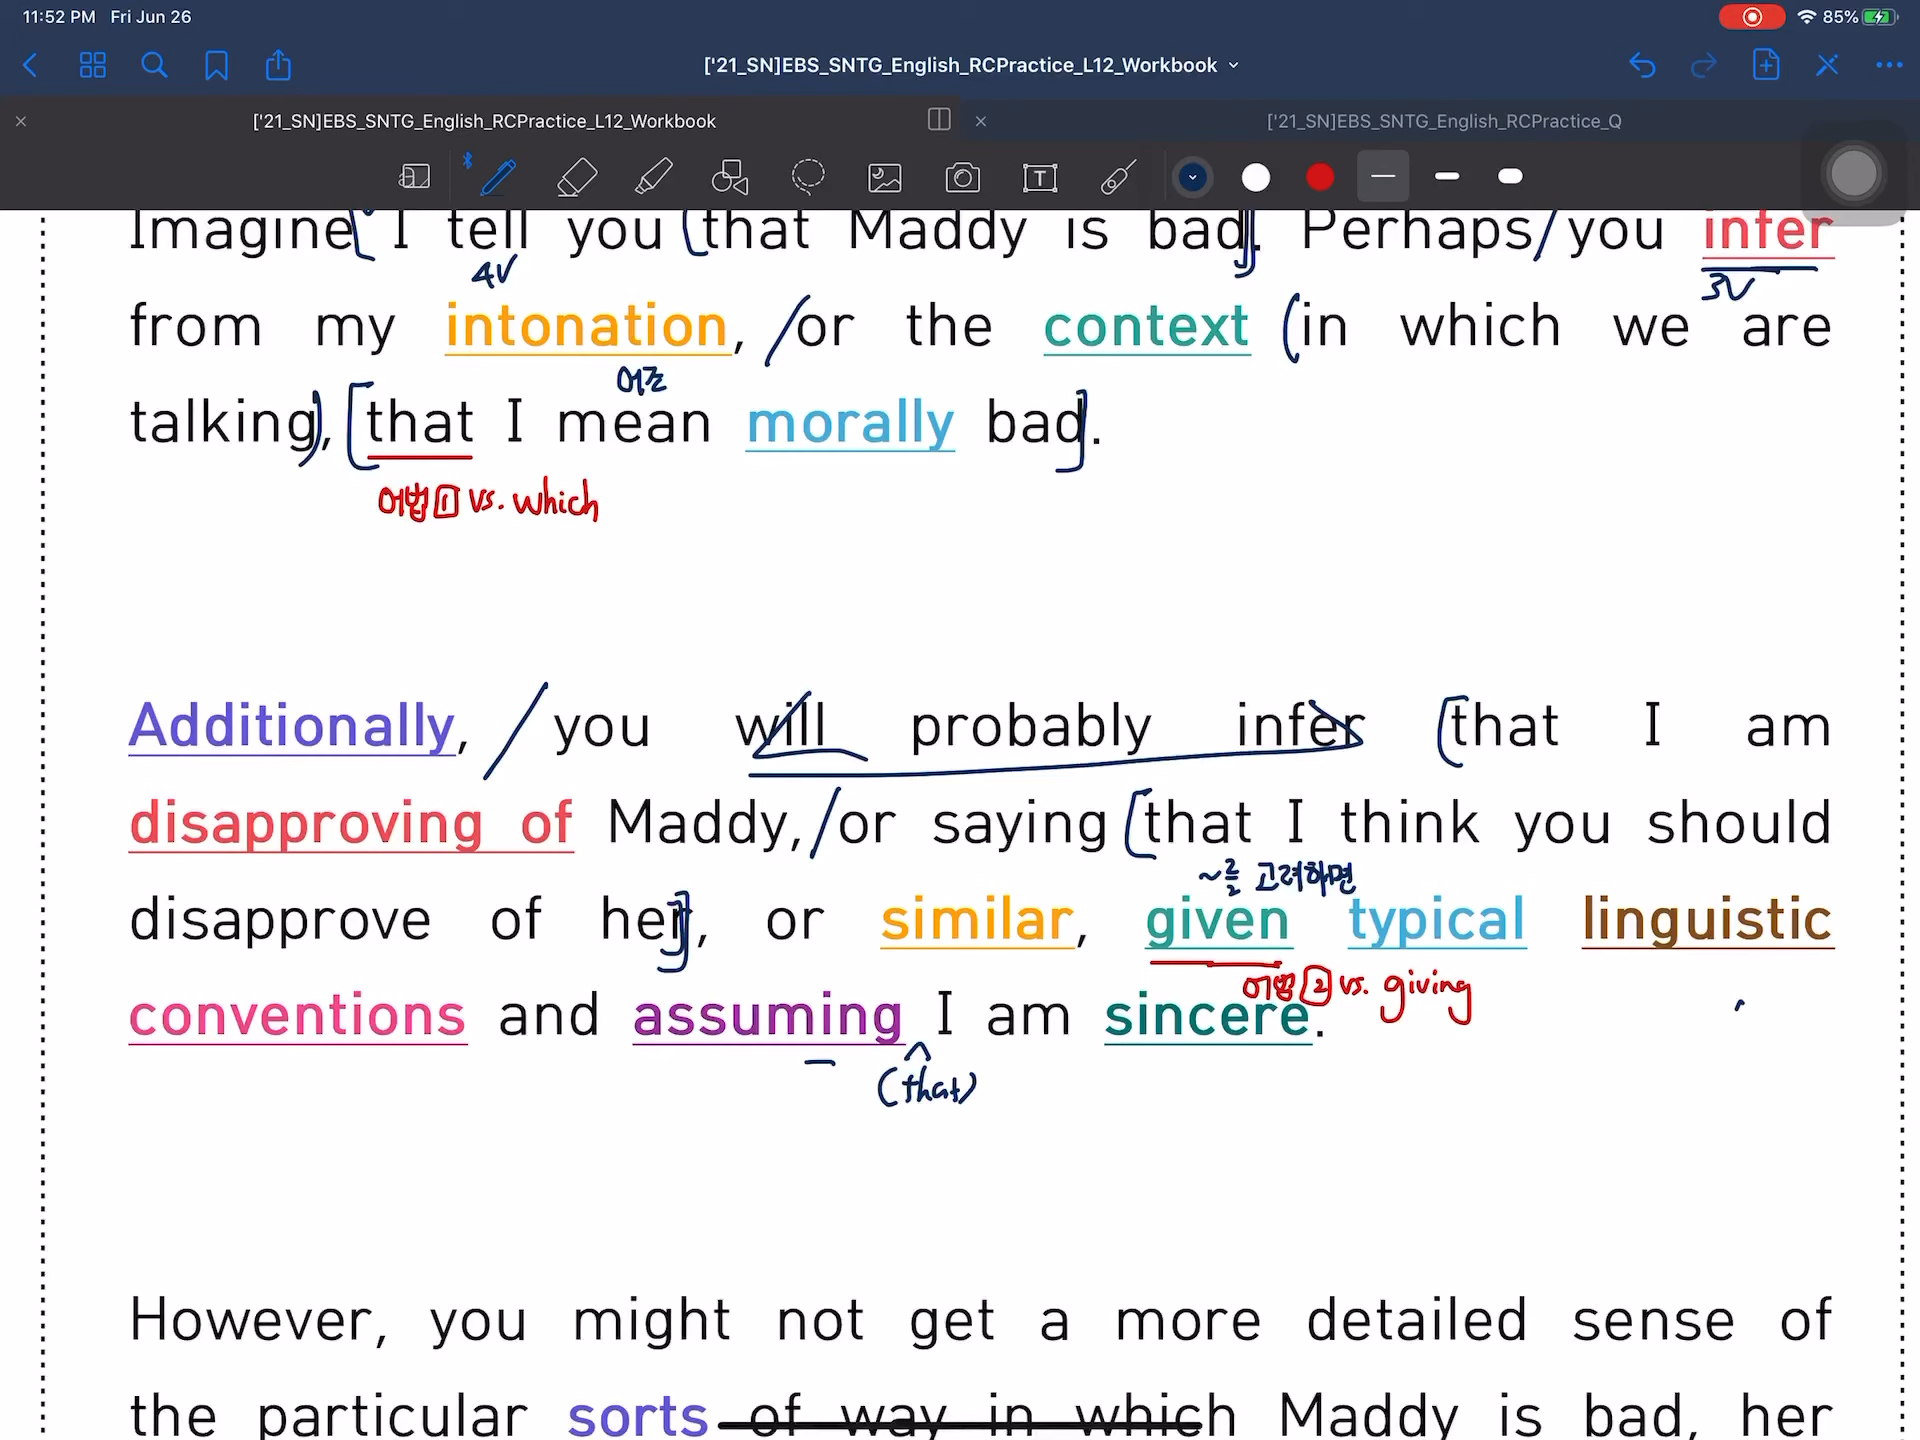 11:52 PM Fri Jun 26
85%
['21_SN]EBS_SNTG_English_RCPractice_L12_Workbook
['21_SN]EBS_SNTG_English_RCPractice_L12_Workbook
['21_SN]EBS_SNTG_English_RCPractice_Q
Imagine I tell you that Maddy is bad. Perhaps you infer
4V
3V
from my intonation, or the context in which we are
어조
talking, that I mean morally bad.
어법 1 vs. which
Additionally, you will probably infer that I am
disapproving of Maddy, or saying that I think you should
~를 고려하면
disapprove of her, or similar, given typical linguistic
어법 2 vs. giving
conventions and assuming I am sincere.
(that)
However, you might not get a more detailed sense of
the particular sorts of way in which Maddy is bad, her